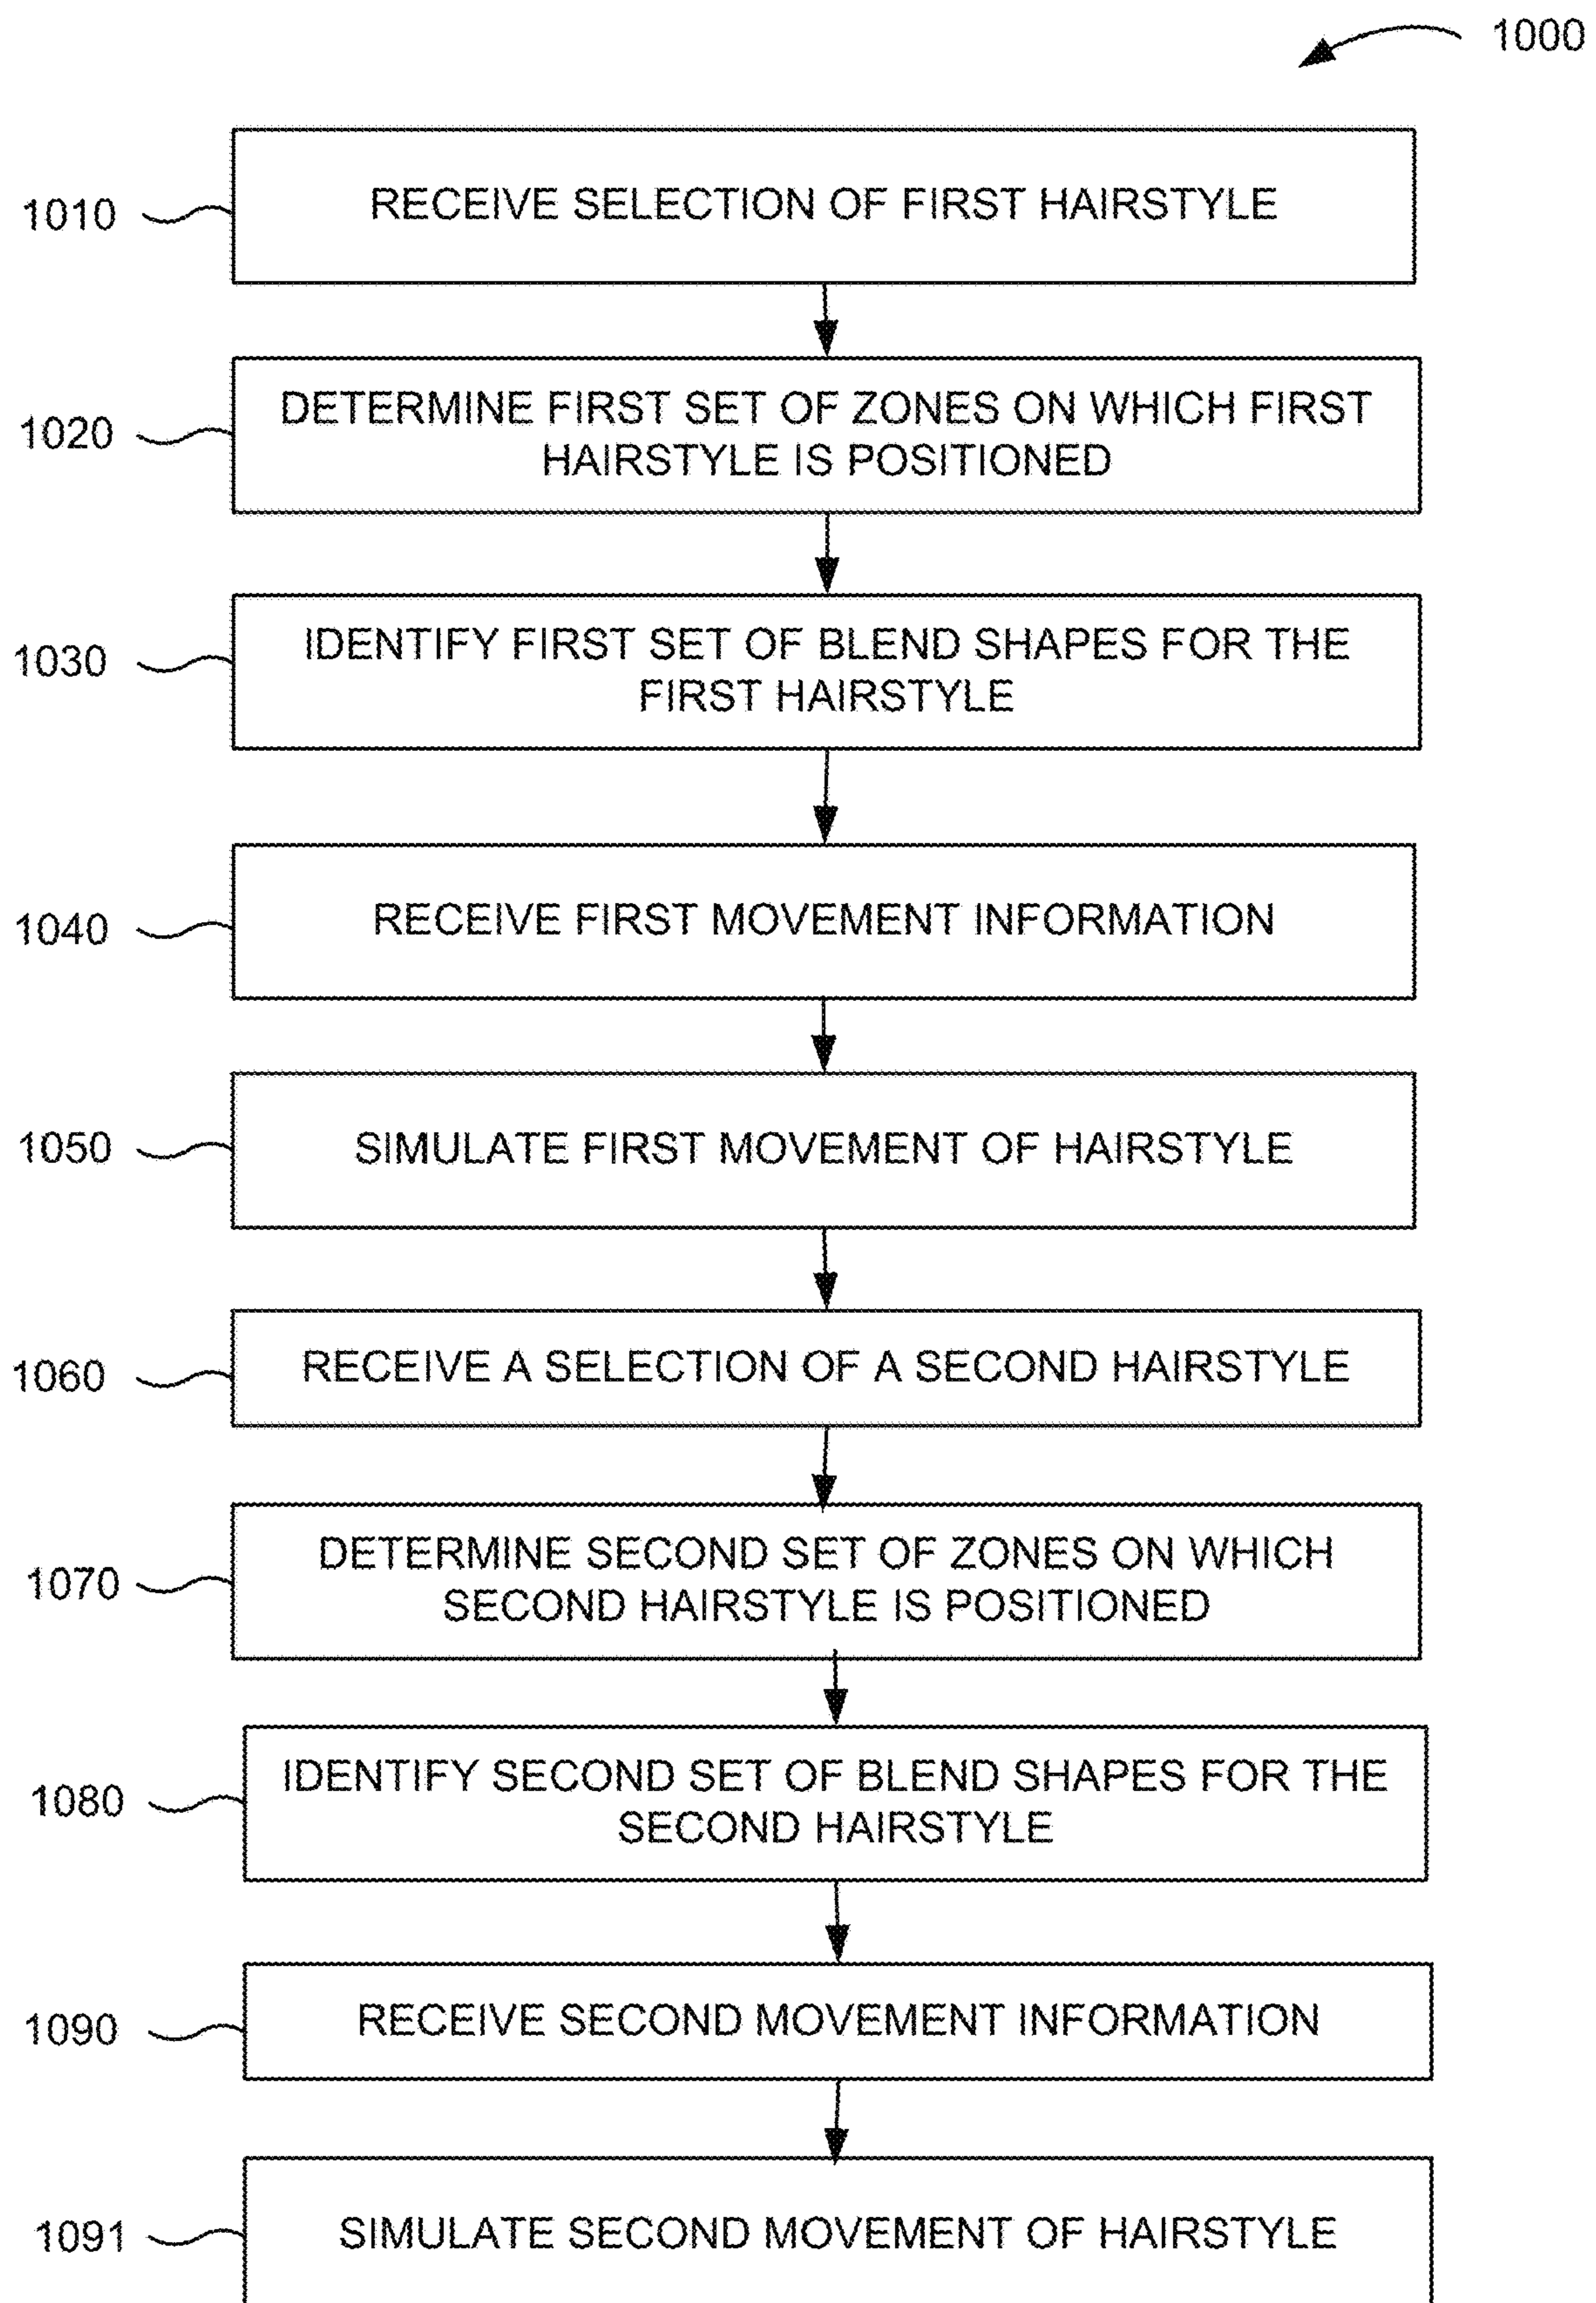 1000
1010
RECEIVE SELECTION OF FIRST HAIRSTYLE
1020
DETERMINE FIRST SET OF ZONES ON WHICH FIRST
HAIRSTYLE IS POSITIONED
1030
IDENTIFY FIRST SET OF BLEND SHAPES FOR THE
FIRST HAIRSTYLE
1040
RECEIVE FIRST MOVEMENT INFORMATION
1050
SIMULATE FIRST MOVEMENT OF HAIRSTYLE
1060
RECEIVE A SELECTION OF A SECOND HAIRSTYLE
1070
DETERMINE SECOND SET OF ZONES ON WHICH
SECOND HAIRSTYLE IS POSITIONED
1080
IDENTIFY SECOND SET OF BLEND SHAPES FOR THE
SECOND HAIRSTYLE
1090
RECEIVE SECOND MOVEMENT INFORMATION
1091
SIMULATE SECOND MOVEMENT OF HAIRSTYLE